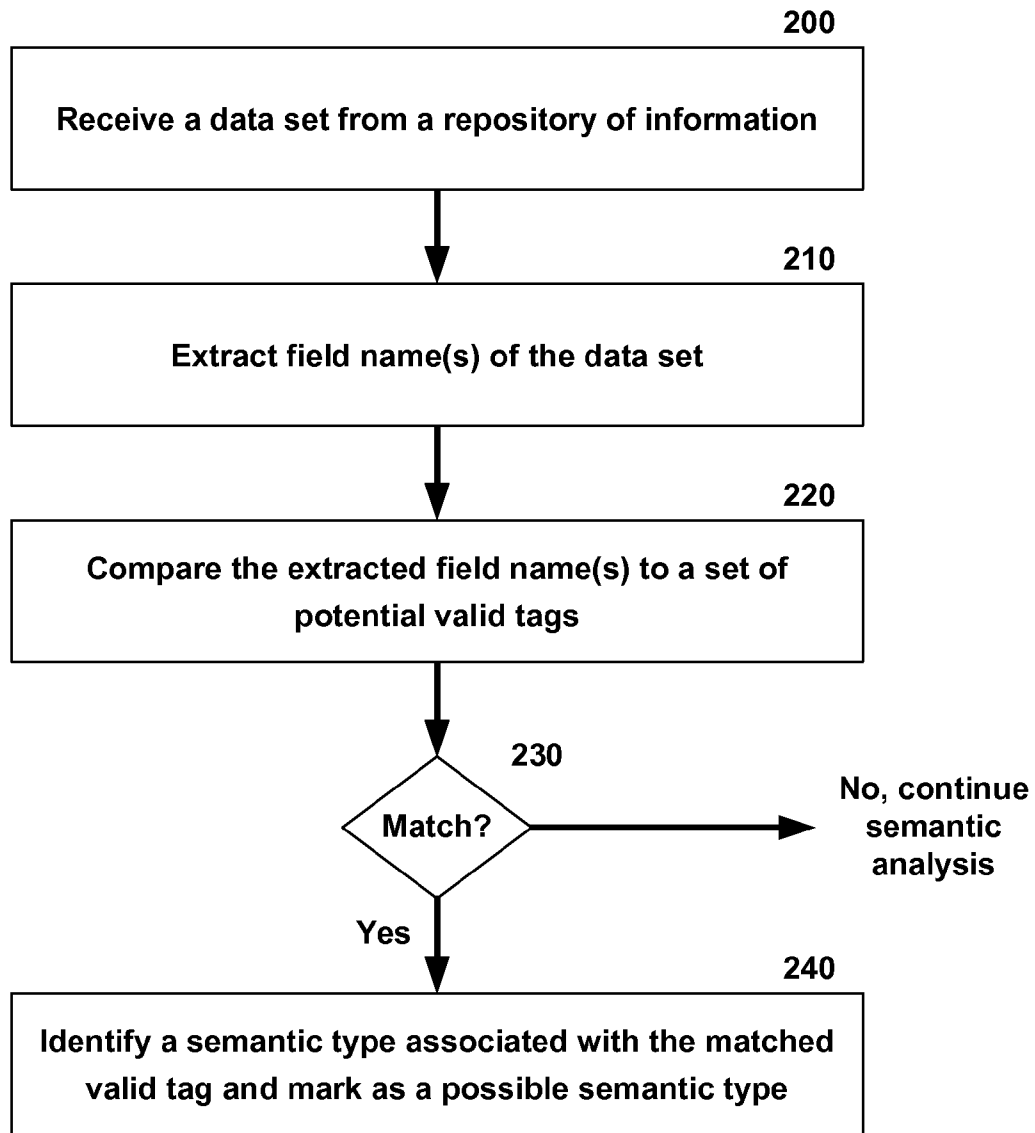 200
Receive a data set from a repository of information
210
Extract field name(s) of the data set
220
Compare the extracted field name(s) to a set of
potential valid tags
230
Match?
No, continue
semantic
analysis
Yes
240
Identify a semantic type associated with the matched
valid tag and mark as a possible semantic type